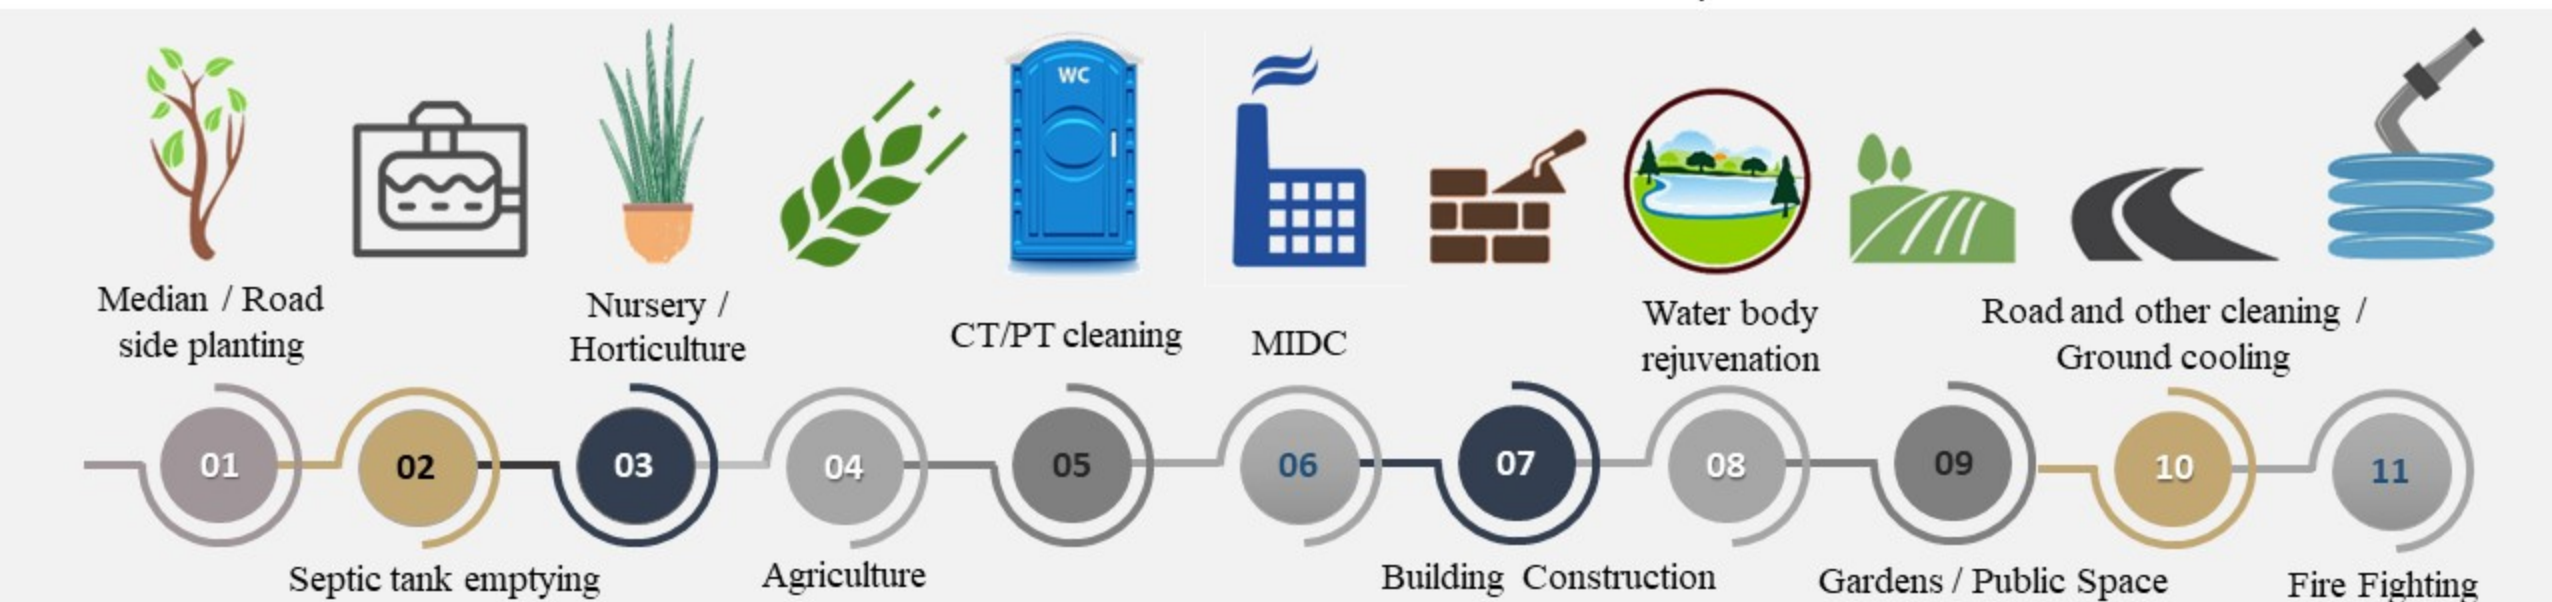 WC
Median / Road
side planting
Nursery /
Horticulture
CT/PT cleaning
MIDC
Water body
rejuvenation
Road and other cleaning /
Ground cooling
01
02
03
04
05
06
07
08
09
10
11
Septic tank emptying
Agriculture
Building Construction
Gardens / Public Space
Fire Fighting